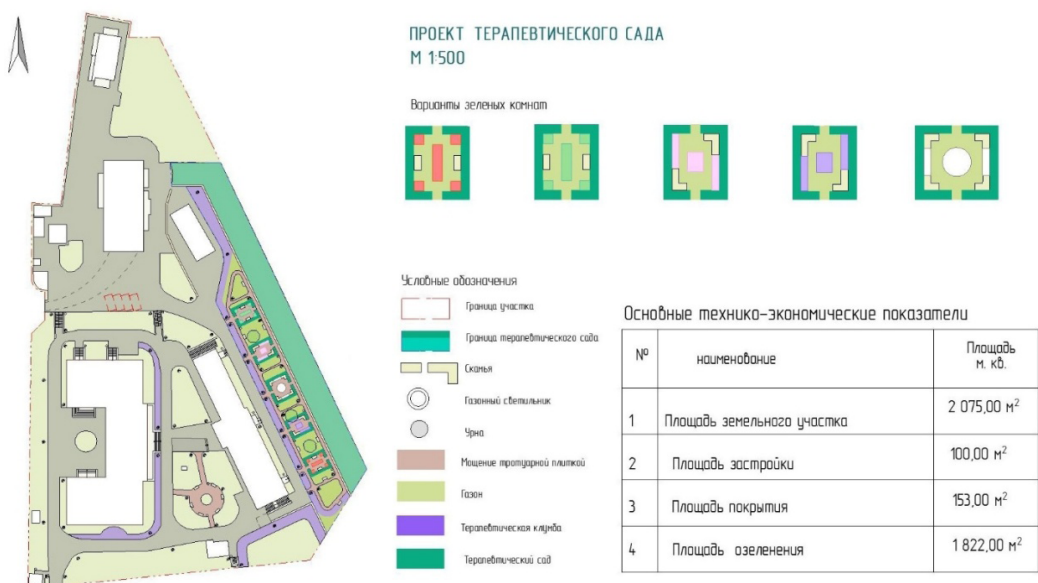 ПРОЕКТ ТЕРАПЕВТИЧЕСКОГО САДА
М 1:500
Варианты зеленых комнат
Условные обозначения
Граница участка
Граница терапевтического сада
Скамья
Газонный светильник
Урна
Мощение тротуарной плиткой
Газон
Терапевтическая клумба
Терапевтический сад
Основные технико-экономические показатели
№ наименование Площадь м. кв.
1 Площадь земельного участка 2 075,00 м²
2 Площадь застройки 100,00 м²
3 Площадь покрытия 153,00 м²
4 Площадь озеленения 1 822,00 м²